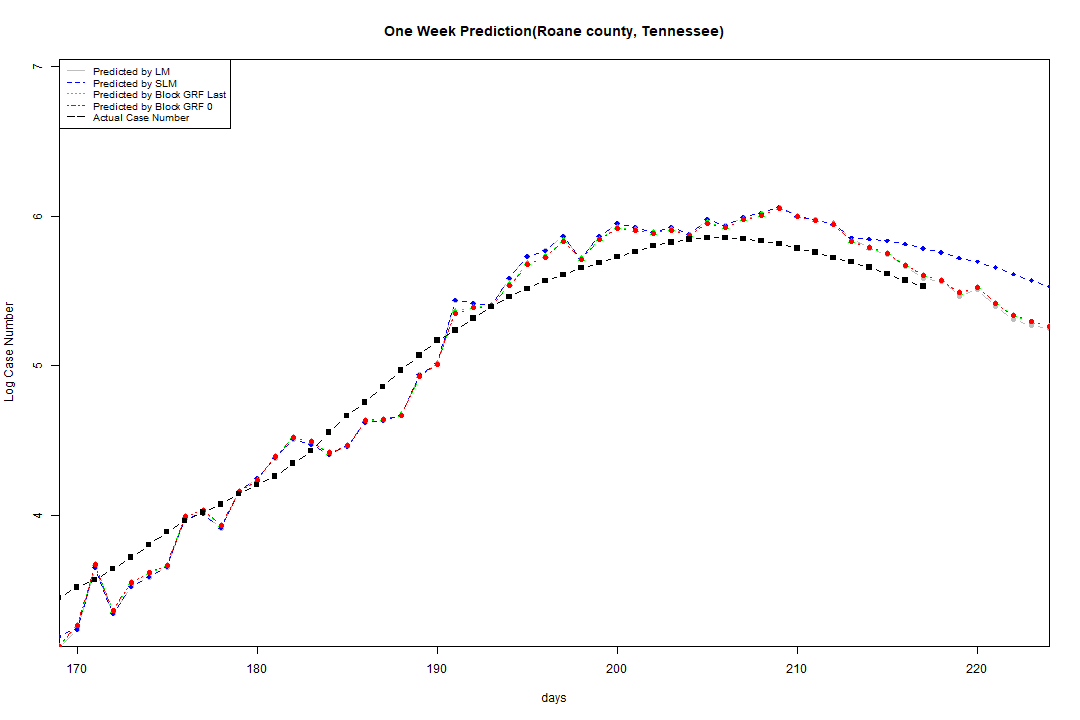 One Week Prediction(Roane county, Tennessee)
Predicted by LM
Predicted by SLM
Predicted by Block GRF Last
Predicted by Block GRF 0
Actual Case Number
7
6
5
4
Log Case Number
170 180 190 200 210 220
days